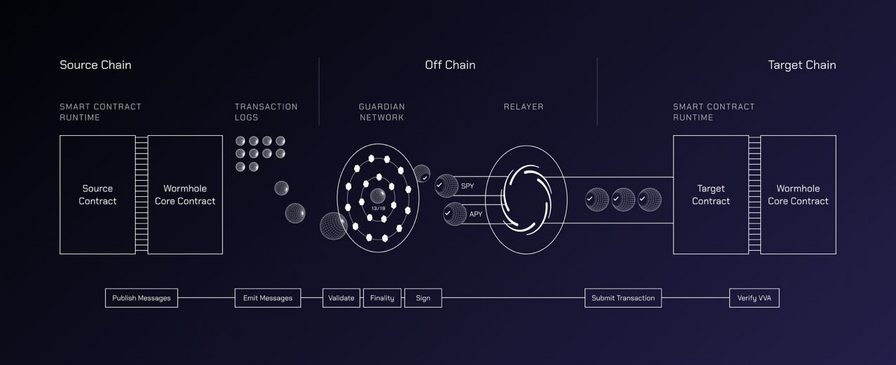 Source Chain
Off Chain
Target Chain
SMART CONTRACT
RUNTIME
TRANSACTION
LOGS
GUARDIAN
NETWORK
RELAYER
SMART CONTRACT
RUNTIME
Source
Contract
Wormhole
Core Contract
13/19
SPY
APY
Target
Contract
Wormhole
Core Contract
Publish Messages
Emit Messages
Validate
Finality
Sign
Submit Transaction
Verify VVA